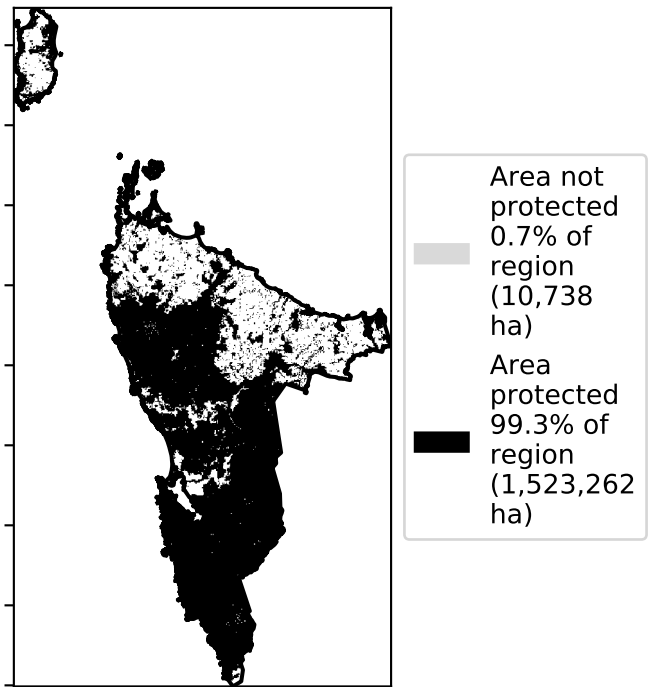 Area not
protected
0.7% of
region
(10,738
ha)
Area
protected
99.3% of
region
(1,523,262
ha)